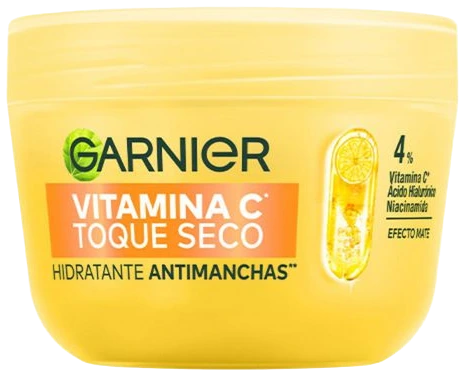 GARNIER
VITAMINA C*
TOQUE SECO
HIDRATANTE ANTIMANCHAS**
4%
Vitamina C*
Ácido Hialurónico
Niacinamida
EFECTO MATE